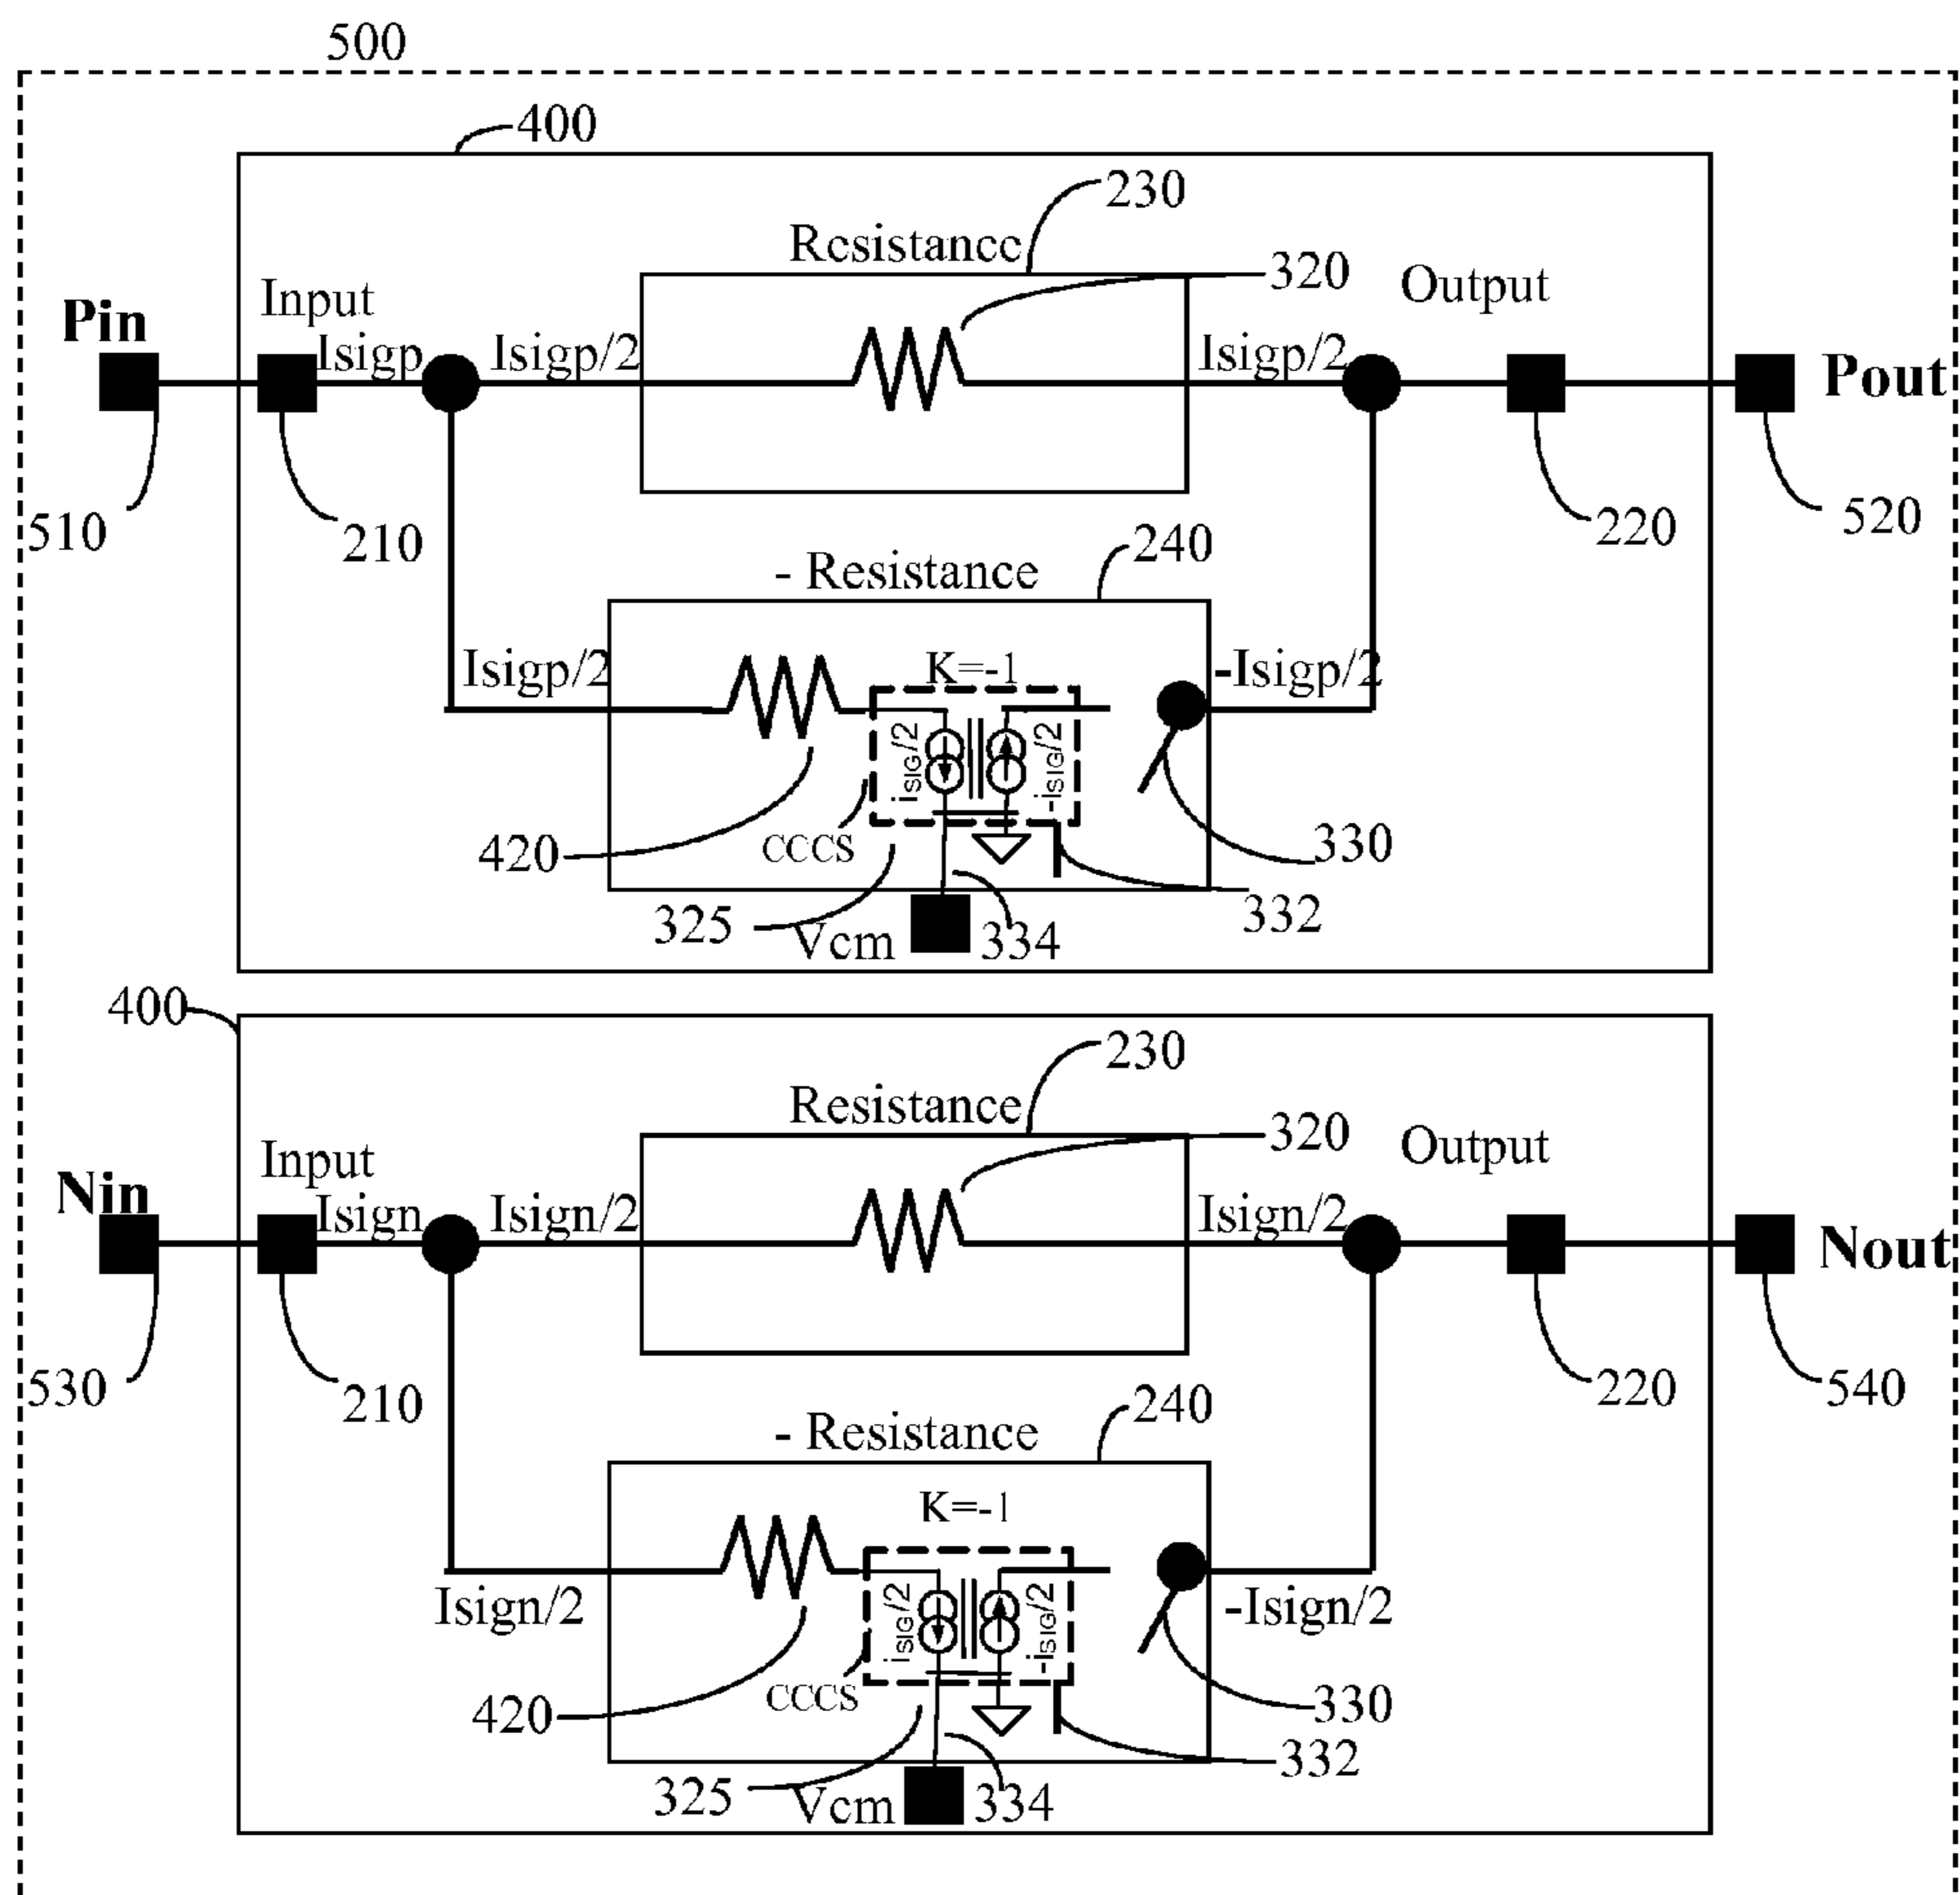 500
400
230
Resistance
320
Input
Output
Pin
Isigp
Isigp/2
Isigp/2
Pout
510
210
220
520
- Resistance
240
Isigp/2
K=-1
-Isigp/2
iSIG/2
-iSIG/2
420
CCCS
330
325
Vcm
334
332
400
230
Resistance
320
Input
Output
Nin
Isign
Isign/2
Isign/2
Nout
530
210
220
540
- Resistance
240
K=-1
Isign/2
iSIG/2
-iSIG/2
-Isign/2
420
CCCS
330
332
325
Vcm
334